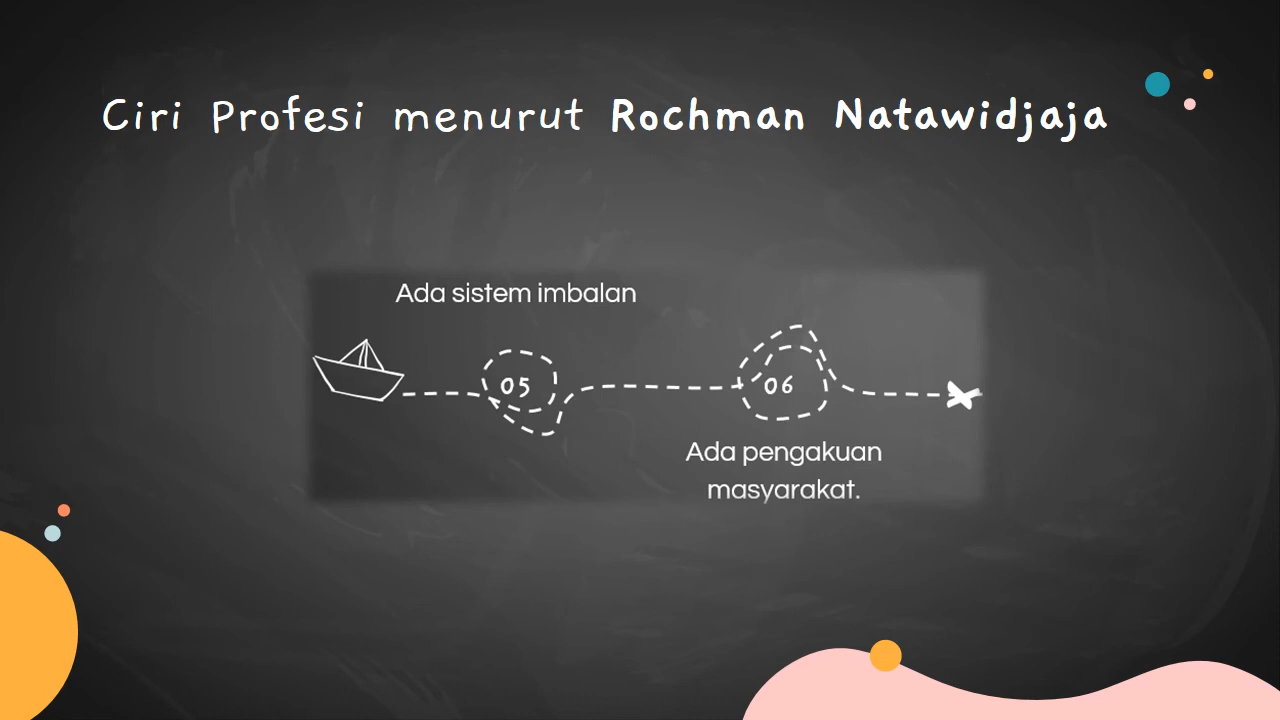 Ciri Profesi menurut Rochman Natawidjaja
Ada sistem imbalan
05
06
Ada pengakuan
masyarakat.